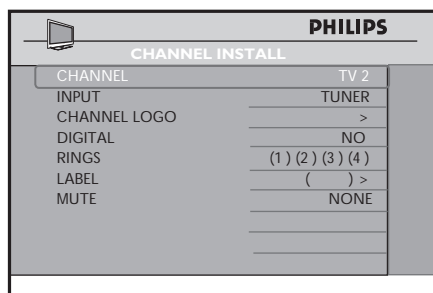 PHILIPS
CHANNEL INSTALL
CHANNEL TV 2
INPUT TUNER
CHANNEL LOGO >
DIGITAL NO
RINGS (1) (2) (3) (4)
LABEL ( ) >
MUTE NONE